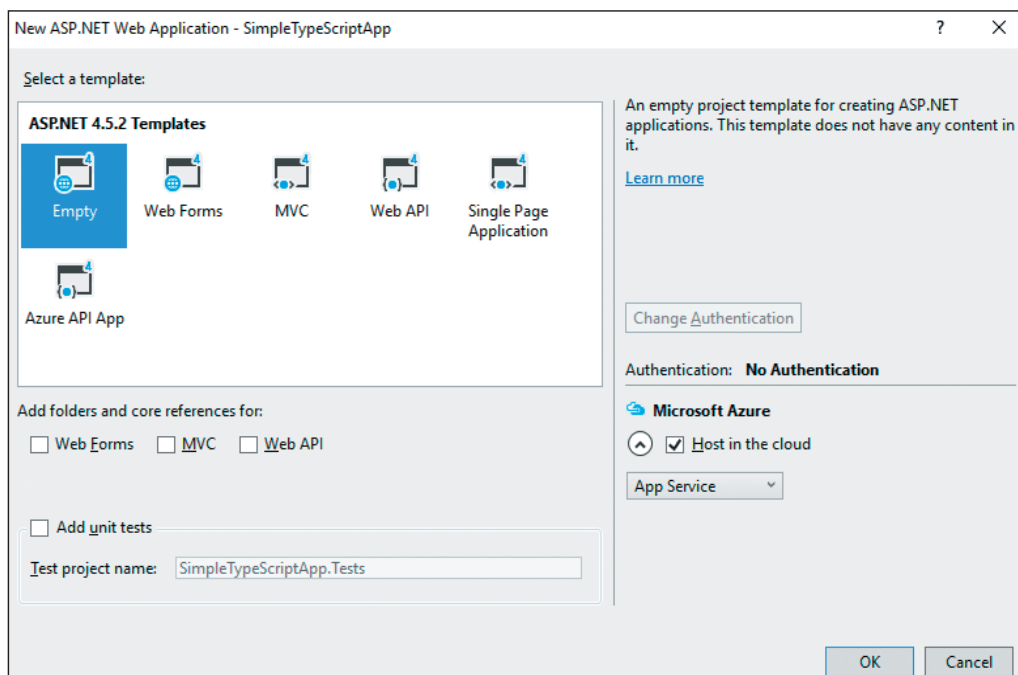 New ASP.NET Web Application - SimpleTypeScriptApp
?
Select a template:
ASP.NET 4.5.2 Templates
4 4 4 4 4
Empty Web Forms MVC Web API Single Page
Application
4
Azure API App
An empty project template for creating ASP.NET
applications. This template does not have any content in
it.
Learn more
Change Authentication
Authentication: No Authentication
Microsoft Azure
Host in the cloud
App Service
Add folders and core references for:
Web Forms MVC Web API
Add unit tests
Test project name: SimpleTypeScriptApp.Tests
OK Cancel